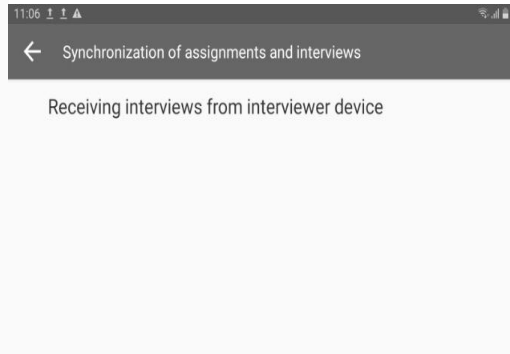 11:06
Synchronization of assignments and interviews
Receiving interviews from interviewer device